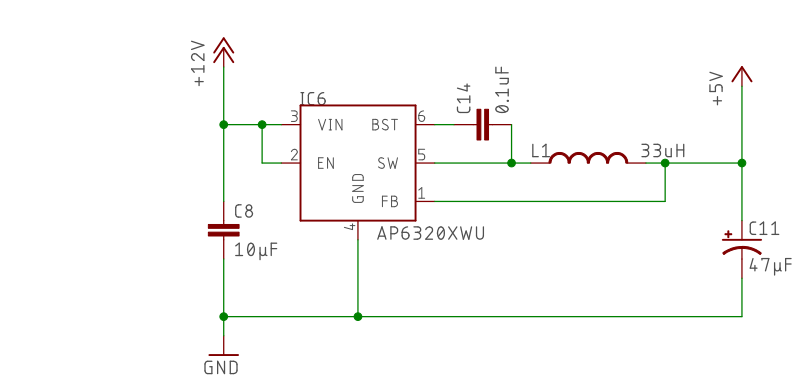 +12V
IC6
3
VIN
BST
6
C14
0.1uF
+5V
2
EN
SW
5
L1
33uH
GND
FB
1
4
AP6320XWU
C8
10µF
+
C11
47µF
GND